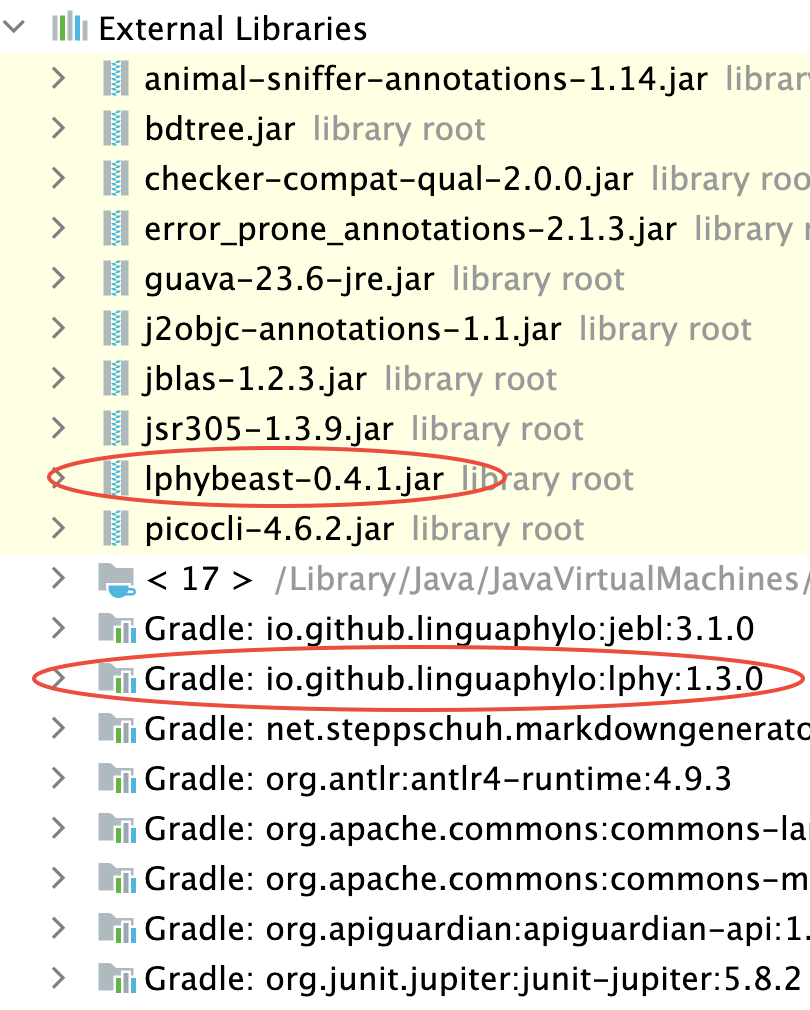 External Libraries
animal-sniffer-annotations-1.14.jar
bdtree.jar library root
checker-compat-qual-2.0.0.jar library
error_prone_annotations-2.1.3.jar library
guava-23.6-jre.jar library root
j2objc-annotations-1.1.jar library root
jblas-1.2.3.jar library root
jsr305-1.3.9.jar library root
lphybeast-0.4.1.jar library root
picocli-4.6.2.jar library root
< 17 > /Library/Java/JavaVirtualMachines/
Gradle: io.github.linguaphylo:jebl:3.1.0
Gradle: io.github.linguaphylo:lphy:1.3.0
Gradle: net.steppschuh.markdowngenerato
Gradle: org.antlr:antlr4-runtime:4.9.3
Gradle: org.apache.commons:commons-la
Gradle: org.apache.commons:commons-m
Gradle: org.apiguardian:apiguardian-api:1.
Gradle: org.junit.jupiter:junit-jupiter:5.8.2